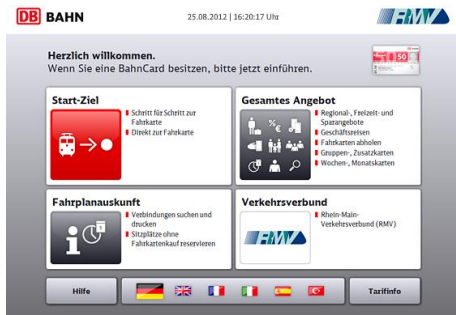 DB BAHN
25.08.2012 | 16:20:17 Uhr
RMV
Herzlich willkommen.
Wenn Sie eine BahnCard besitzen, bitte jetzt einführen.
50
Start-Ziel
Schritt für Schritt zur
Fahrkarte
Direkt zur Fahrkarte
Gesamtes Angebot
Regional-, Freizeit- und
Sparangebote
Geschäftsreisen
Fahrkarten abholen
Gruppen-, Zusatzkarten
Wochen-, Monatskarten
Fahrplanauskunft
Verbindungen suchen und
drucken
Sitzplätze ohne
Fahrkartenkauf reservieren
Verkehrsverbund
RMV
Rhein-Main-
Verkehrsverbund (RMV)
Hilfe
Tarifinfo